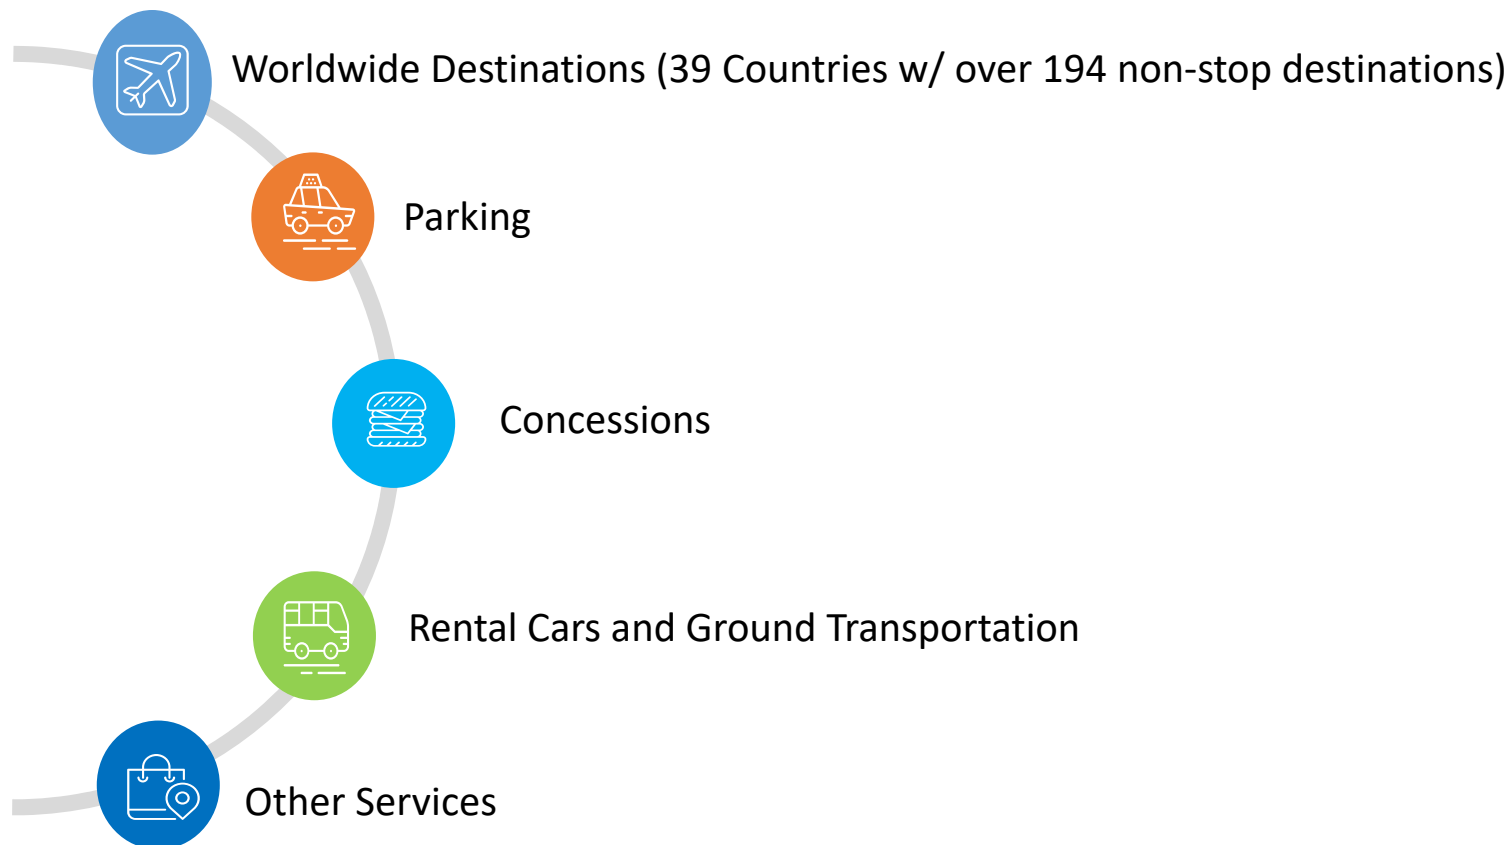 Worldwide Destinations (39 Countries w/ over 194 non-stop destinations)
Parking
Concessions
Rental Cars and Ground Transportation
Other Services